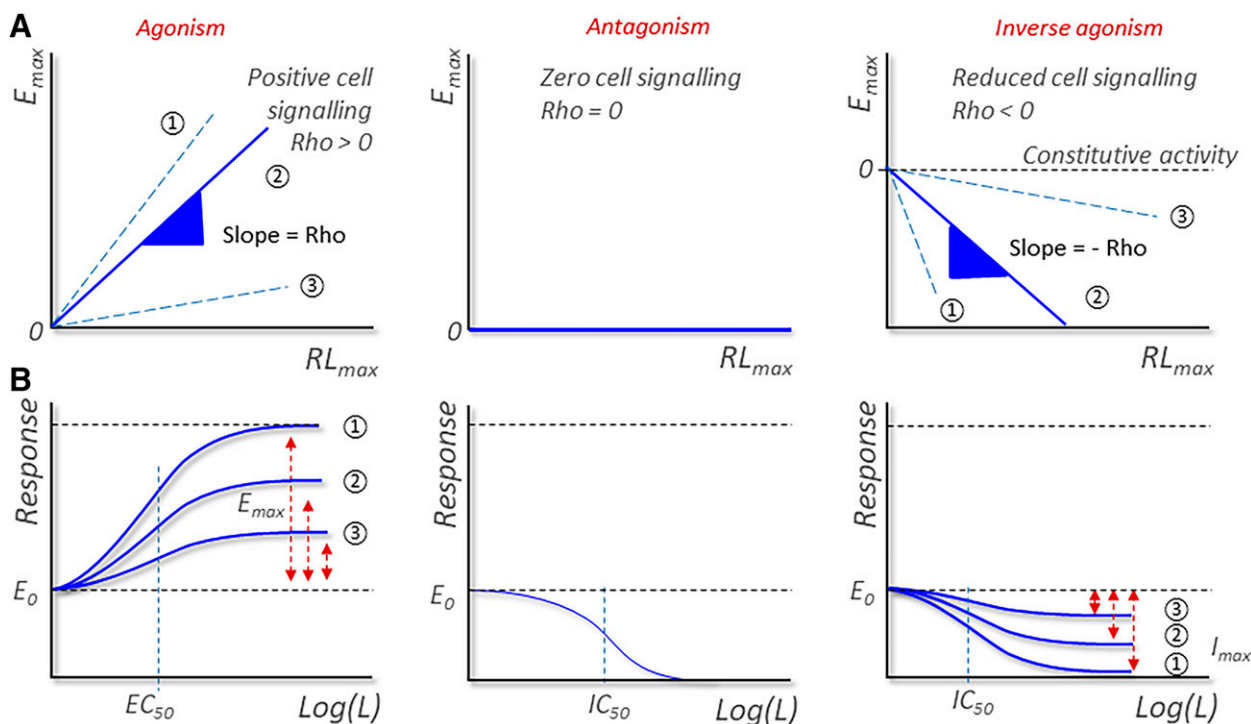 A
Agonism
Antagonism
Inverse agonism
E_max
Positive cell
signalling
Rho > 0
①
②
Slope = Rho
③
0
RL_max
E_max
Zero cell signalling
Rho = 0
0
RL_max
E_max
Reduced cell signalling
Rho < 0
Constitutive activity
0
③
Slope = - Rho
①
②
RL_max
B
Response
①
②
E_max
③
E_0
EC_50
Log(L)
Response
E_0
IC_50
Log(L)
Response
E_0
③
②
①
I_max
IC_50
Log(L)